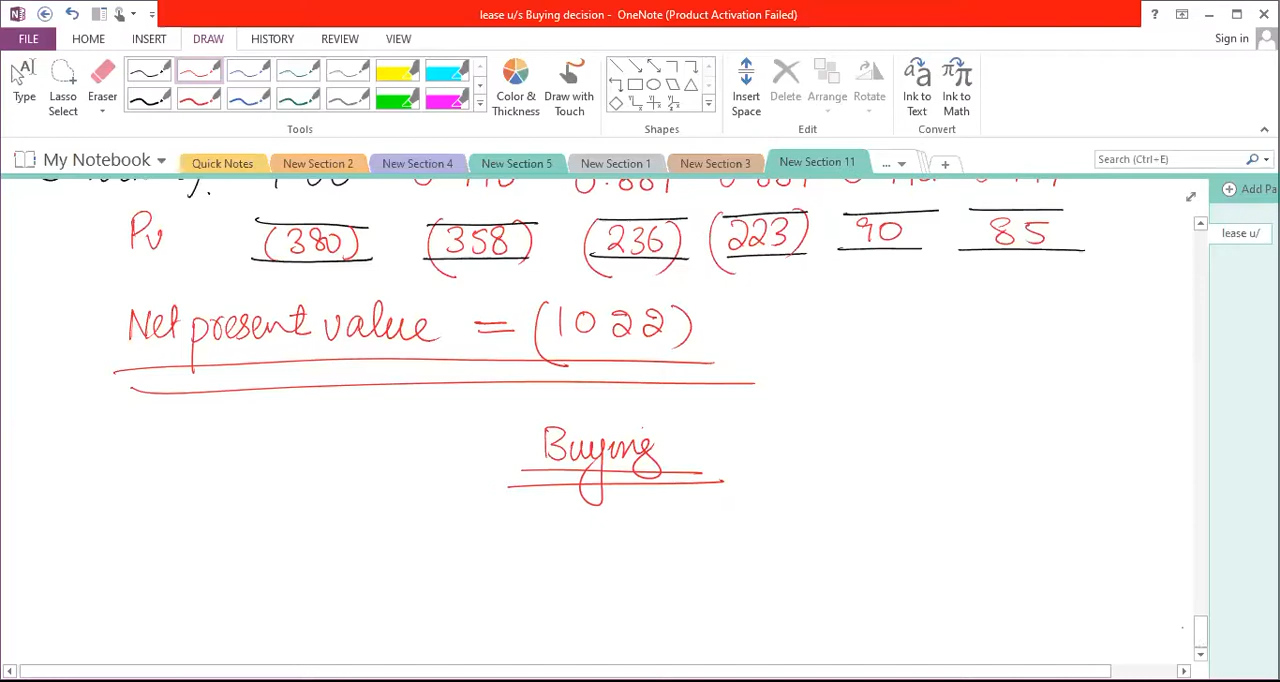 lease u/s Buying decision - OneNote (Product Activation Failed)
FILE HOME INSERT DRAW HISTORY REVIEW VIEW
Sign in
Type Lasso Select Eraser Color & Thickness Draw with Touch Insert Space Delete Arrange Rotate Ink to Text Ink to Math
Tools Shapes Edit Convert
My Notebook Quick Notes New Section 2 New Section 4 New Section 5 New Section 1 New Section 3 New Section 11 ... Search (Ctrl+E)
Add Pa
lease u/
PV (380) (358) (236) (223) 90 85
Net present value = (1022)
Buying